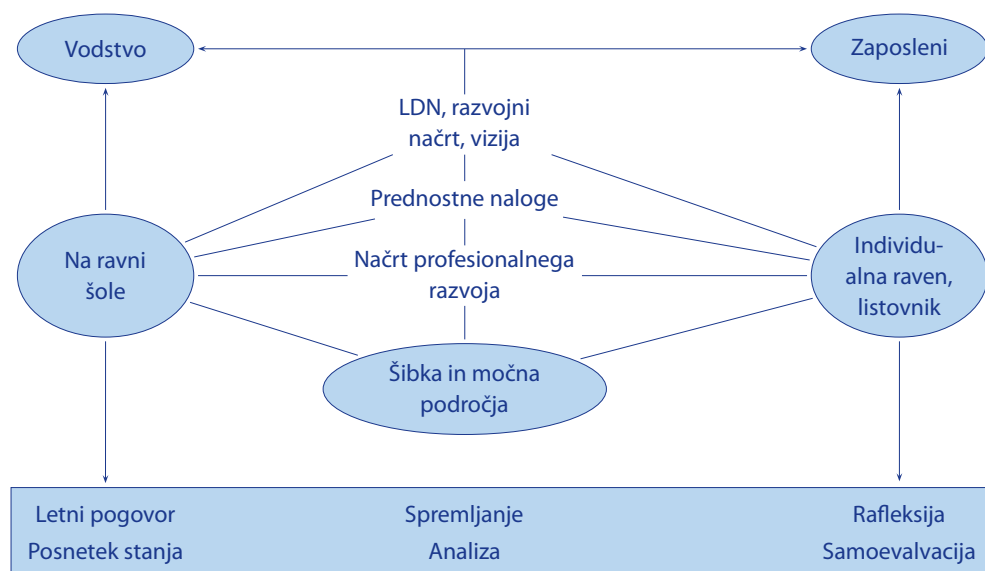 Vodstvo
Zaposleni
LDN, razvojni
načrt, vizija
Prednostne naloge
Na ravni
šole
Načrt profesionalnega
razvoja
Individu-
alna raven,
listovnik
Šibka in močna
področja
Letni pogovor
Spremljanje
Rafleksija
Posnetek stanja
Analiza
Samoevalvacija